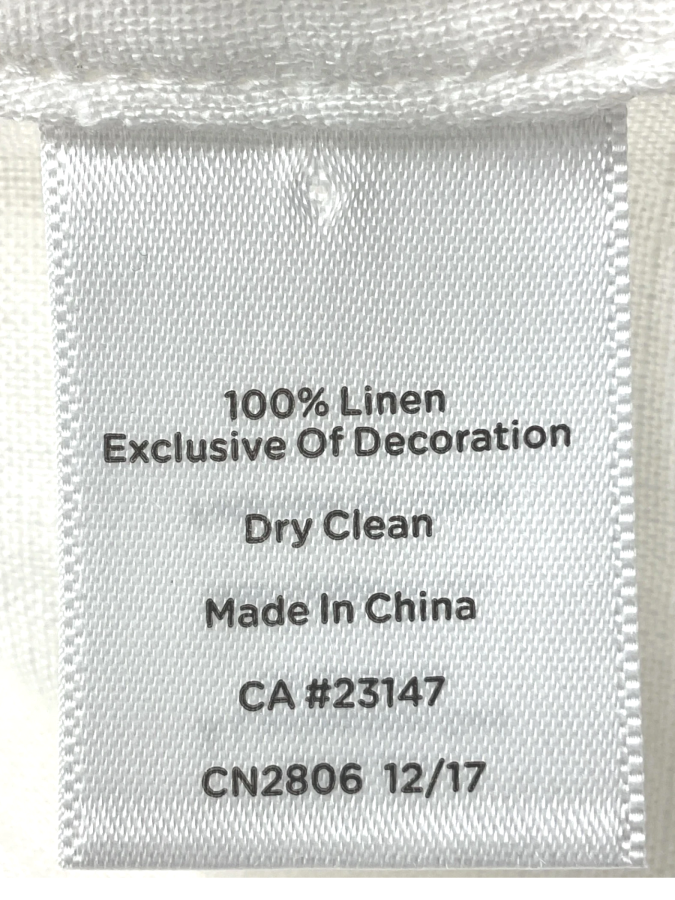 100% Linen
Exclusive Of Decoration
Dry Clean
Made In China
CA #23147
CN2806 12/17